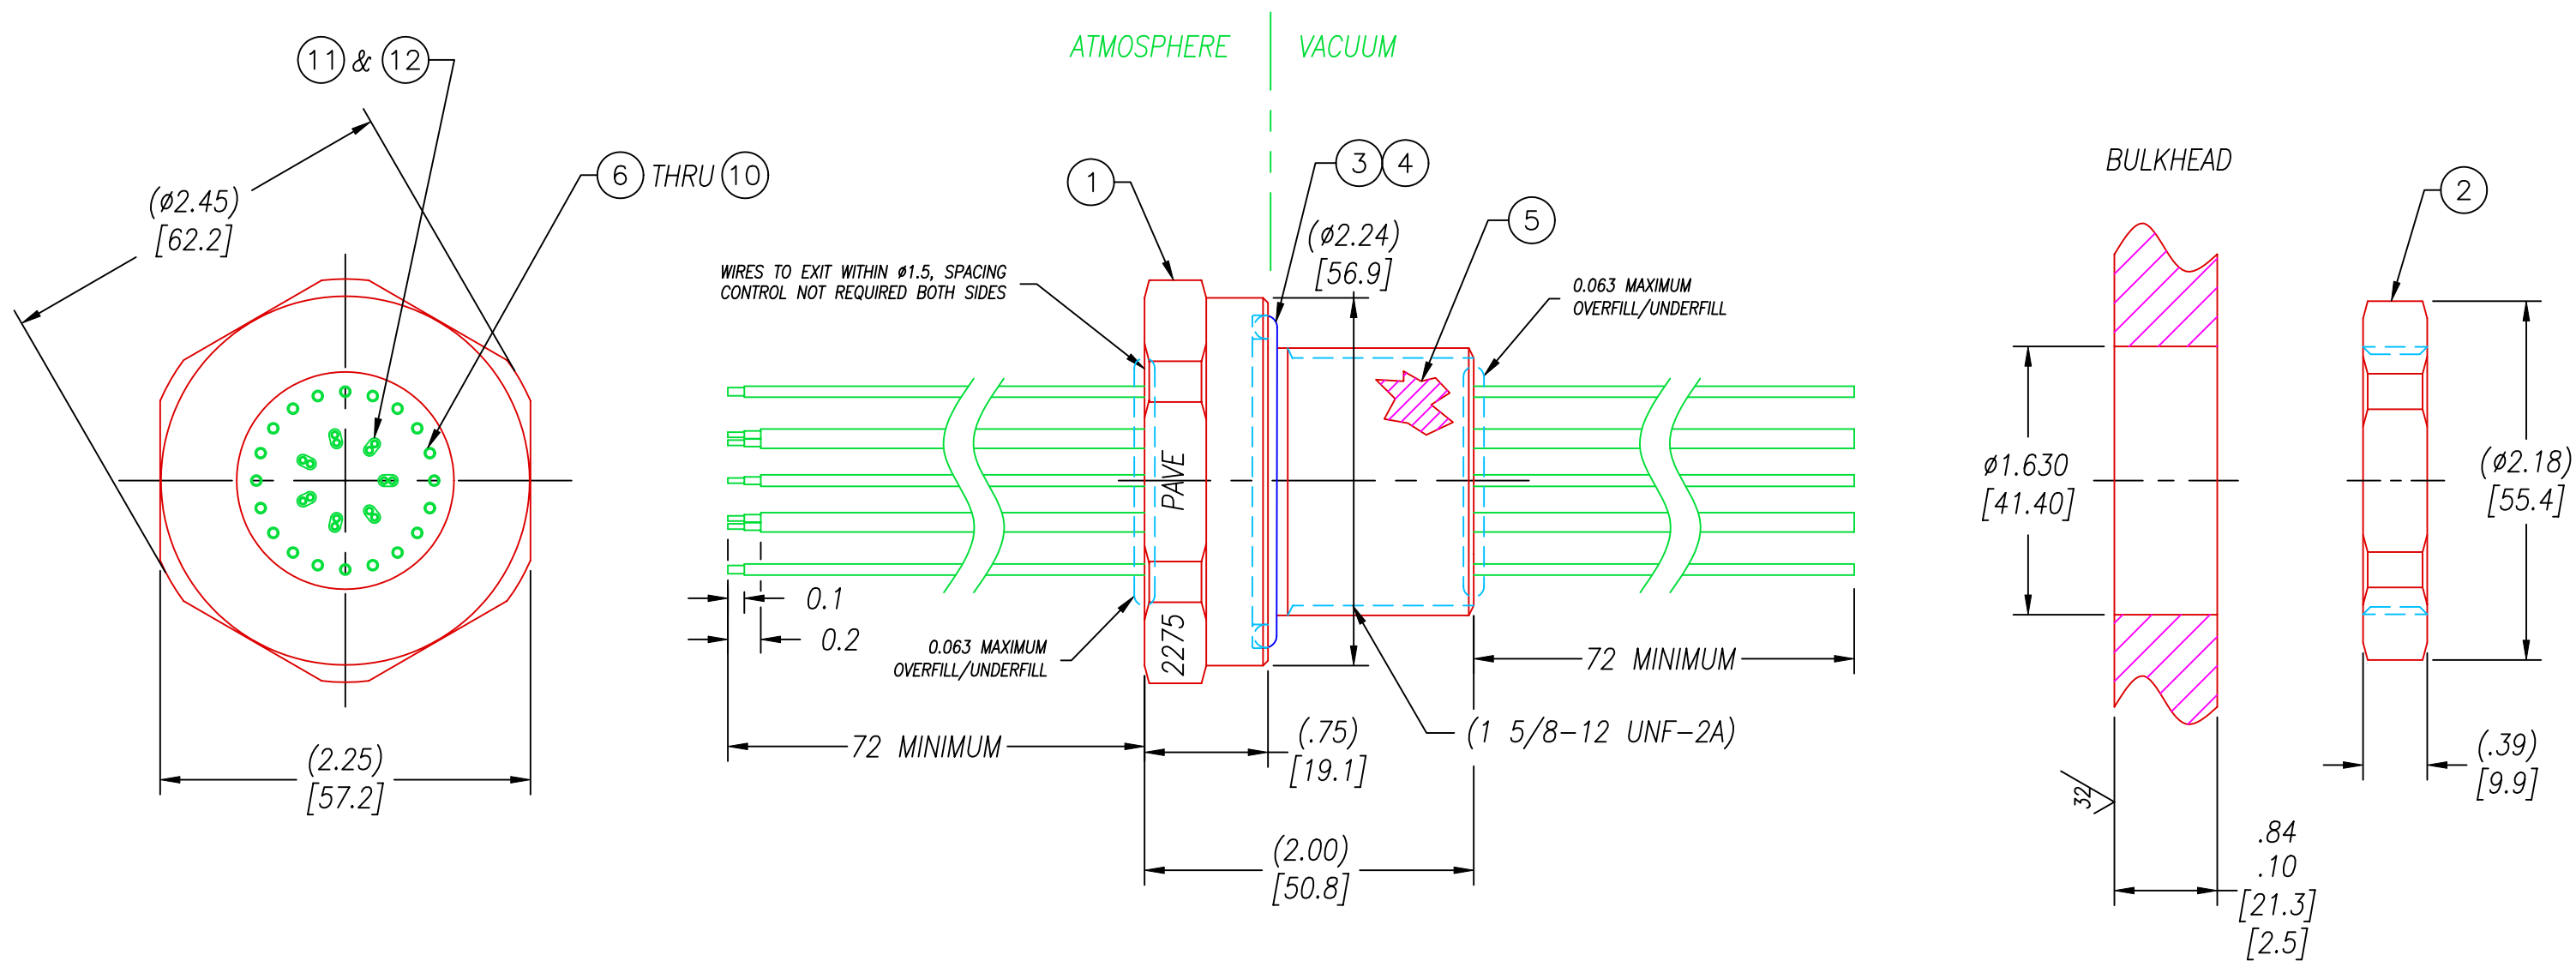 11 & 12
(ø2.45)
[62.2]
6 THRU 10
(2.25)
[57.2]
ATMOSPHERE
VACUUM
1
3 4
(ø2.24)
[56.9]
5
WIRES TO EXIT WITHIN ø1.5, SPACING
CONTROL NOT REQUIRED BOTH SIDES
0.063 MAXIMUM
OVERFILL/UNDERFILL
PAVE
2275
0.1
0.2
0.063 MAXIMUM
OVERFILL/UNDERFILL
72 MINIMUM
72 MINIMUM
(1 5/8-12 UNF-2A)
(.75)
[19.1]
(2.00)
[50.8]
BULKHEAD
2
ø1.630
[41.40]
(ø2.18)
[55.4]
32
(.39)
[9.9]
.84
.10
[21.3]
[2.5]